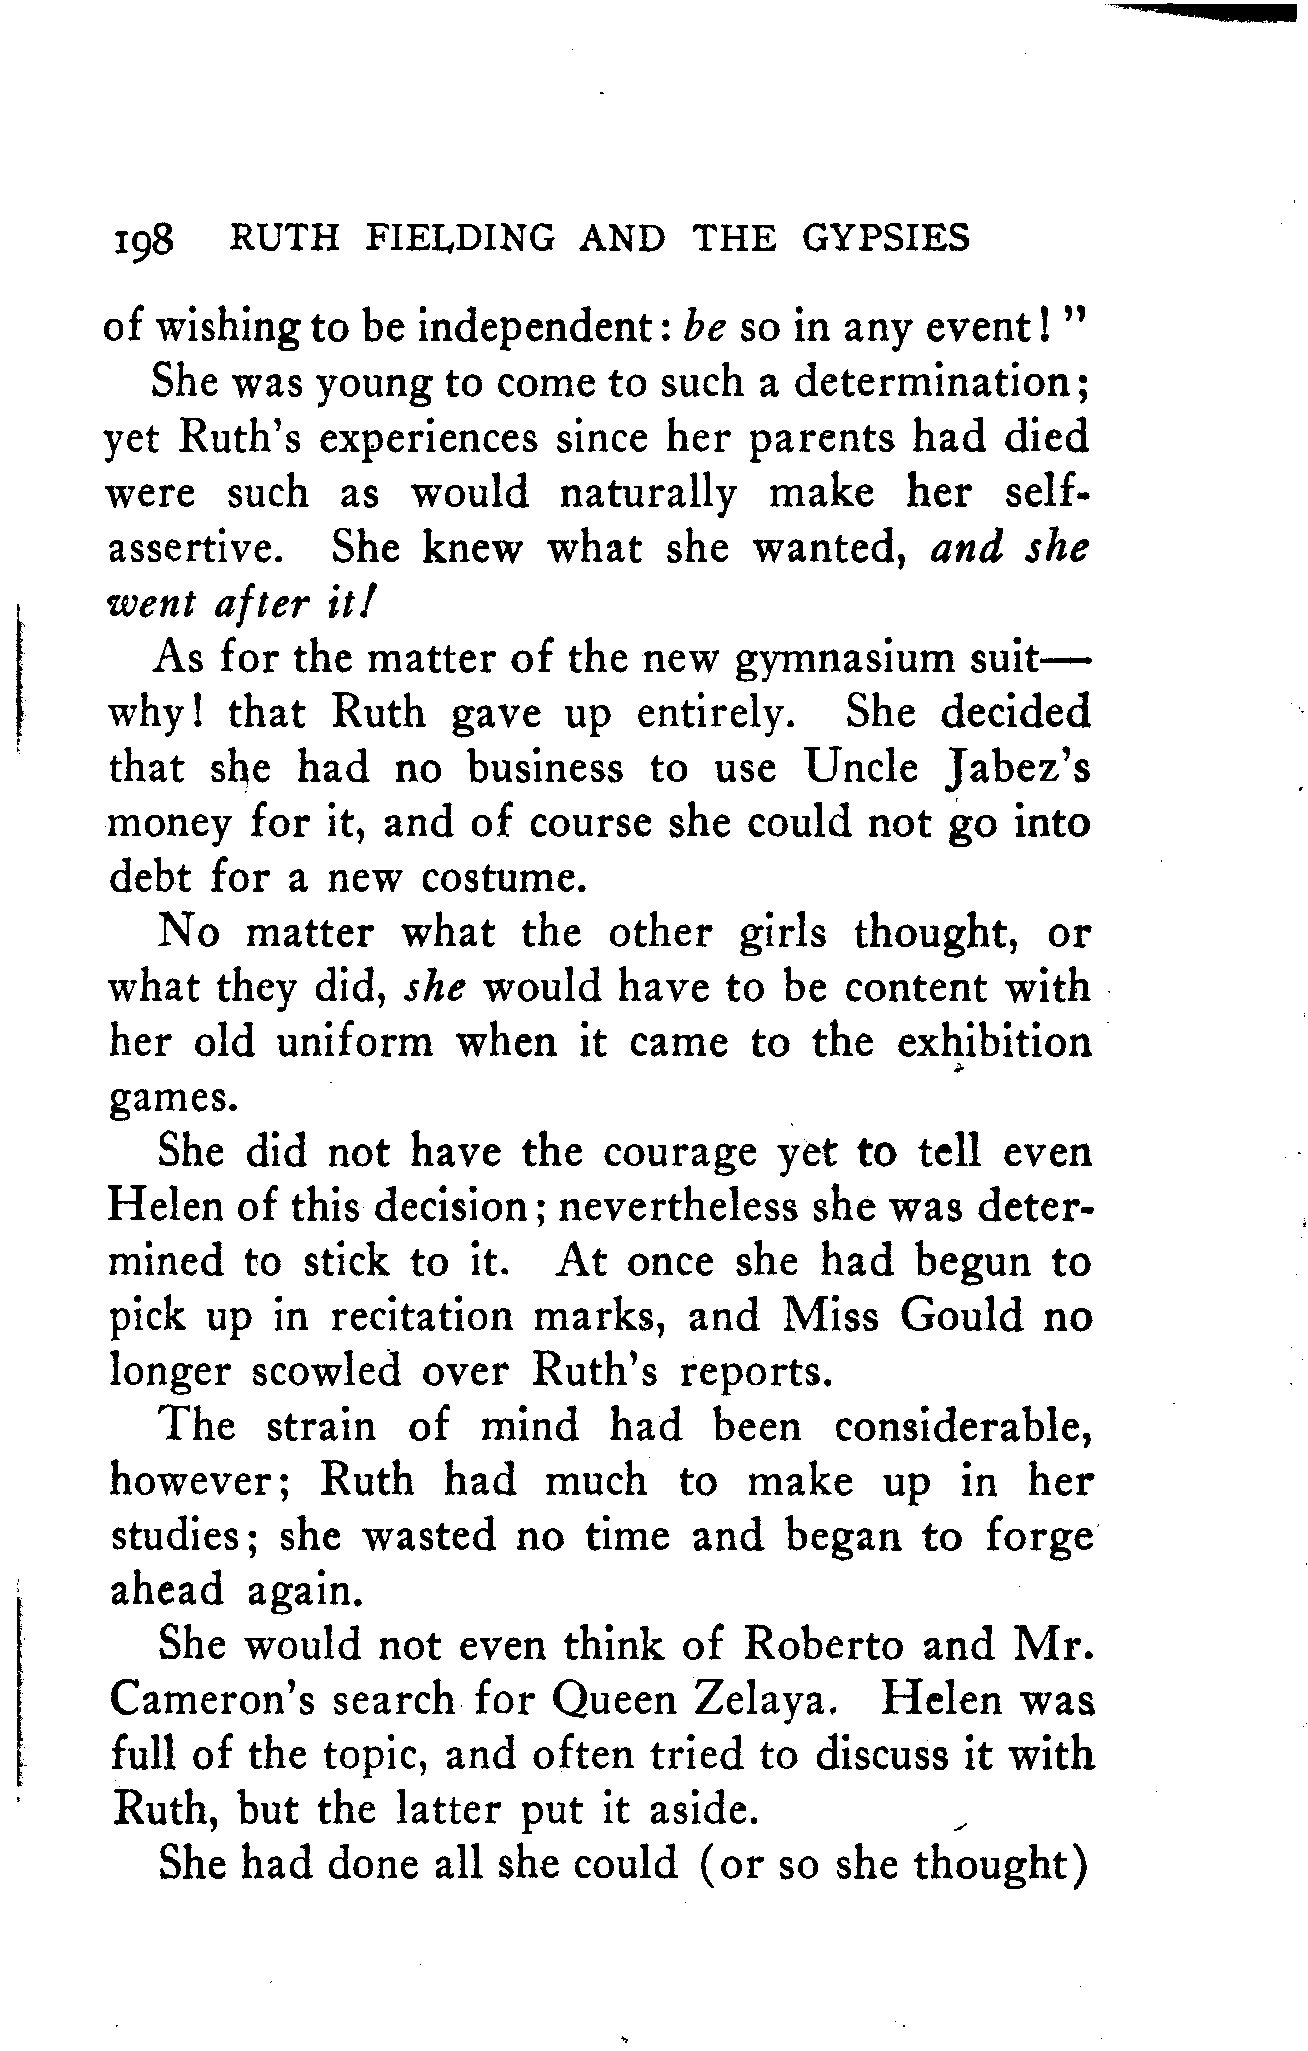 198 RUTH FIELDING AND THE GYPSIES
of wishing to be independent: be so in any event!"
She was young to come to such a determination;
yet Ruth's experiences since her parents had died
were such as would naturally make her self-
assertive. She knew what she wanted, and she
went after it!
As for the matter of the new gymnasium suit—
why! that Ruth gave up entirely. She decided
that she had no business to use Uncle Jabez's
money for it, and of course she could not go into
debt for a new costume.
No matter what the other girls thought, or
what they did, she would have to be content with
her old uniform when it came to the exhibition
games.
She did not have the courage yet to tell even
Helen of this decision; nevertheless she was deter-
mined to stick to it. At once she had begun to
pick up in recitation marks, and Miss Gould no
longer scowled over Ruth's reports.
The strain of mind had been considerable,
however; Ruth had much to make up in her
studies; she wasted no time and began to forge
ahead again.
She would not even think of Roberto and Mr.
Cameron's search for Queen Zelaya. Helen was
full of the topic, and often tried to discuss it with
Ruth, but the latter put it aside.
She had done all she could (or so she thought)